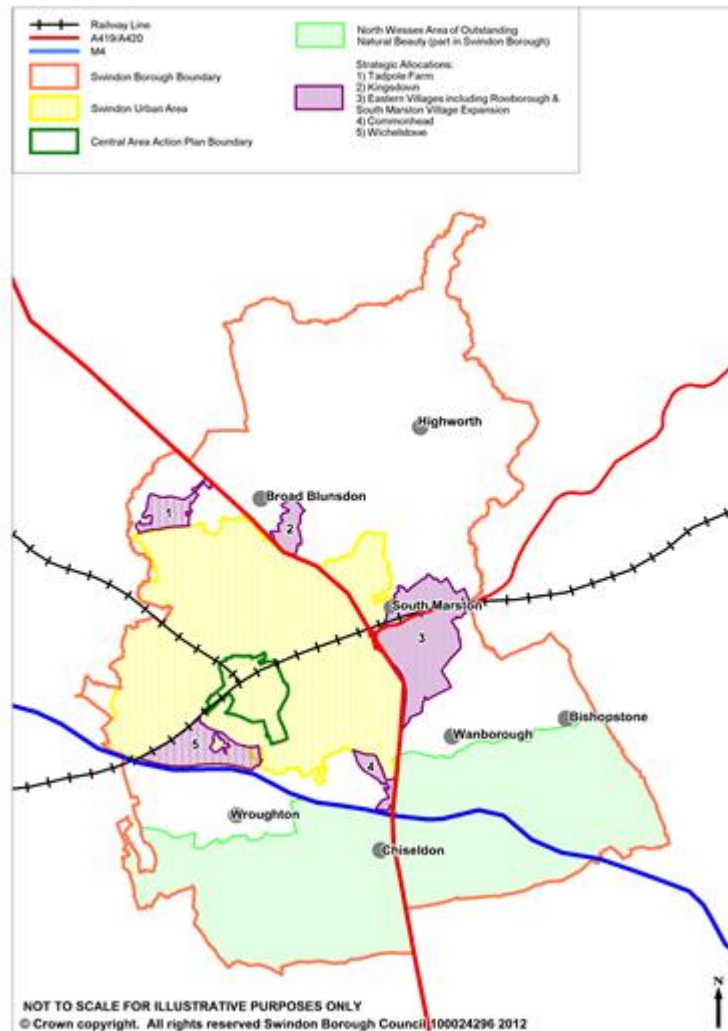 Railway Line
A419/A420
M4
Swindon Borough Boundary
Swindon Urban Area
Central Area Action Plan Boundary
North Wessex Area of Outstanding
Natural Beauty (part in Swindon Borough)
Strategic Allocations:
1) Tadpole Farm
2) Kingsdown
3) Eastern Villages including Rowborough &
South Marston Village Expansion
4) Commonhead
5) Wichelstowe
Highworth
Broad Blunsdon
1
2
South Marston
3
Bishopstone
Wanborough
5
4
Wroughton
Chiseldon
NOT TO SCALE FOR ILLUSTRATIVE PURPOSES ONLY
© Crown copyright. All rights reserved Swindon Borough Council 100024296 2012
N